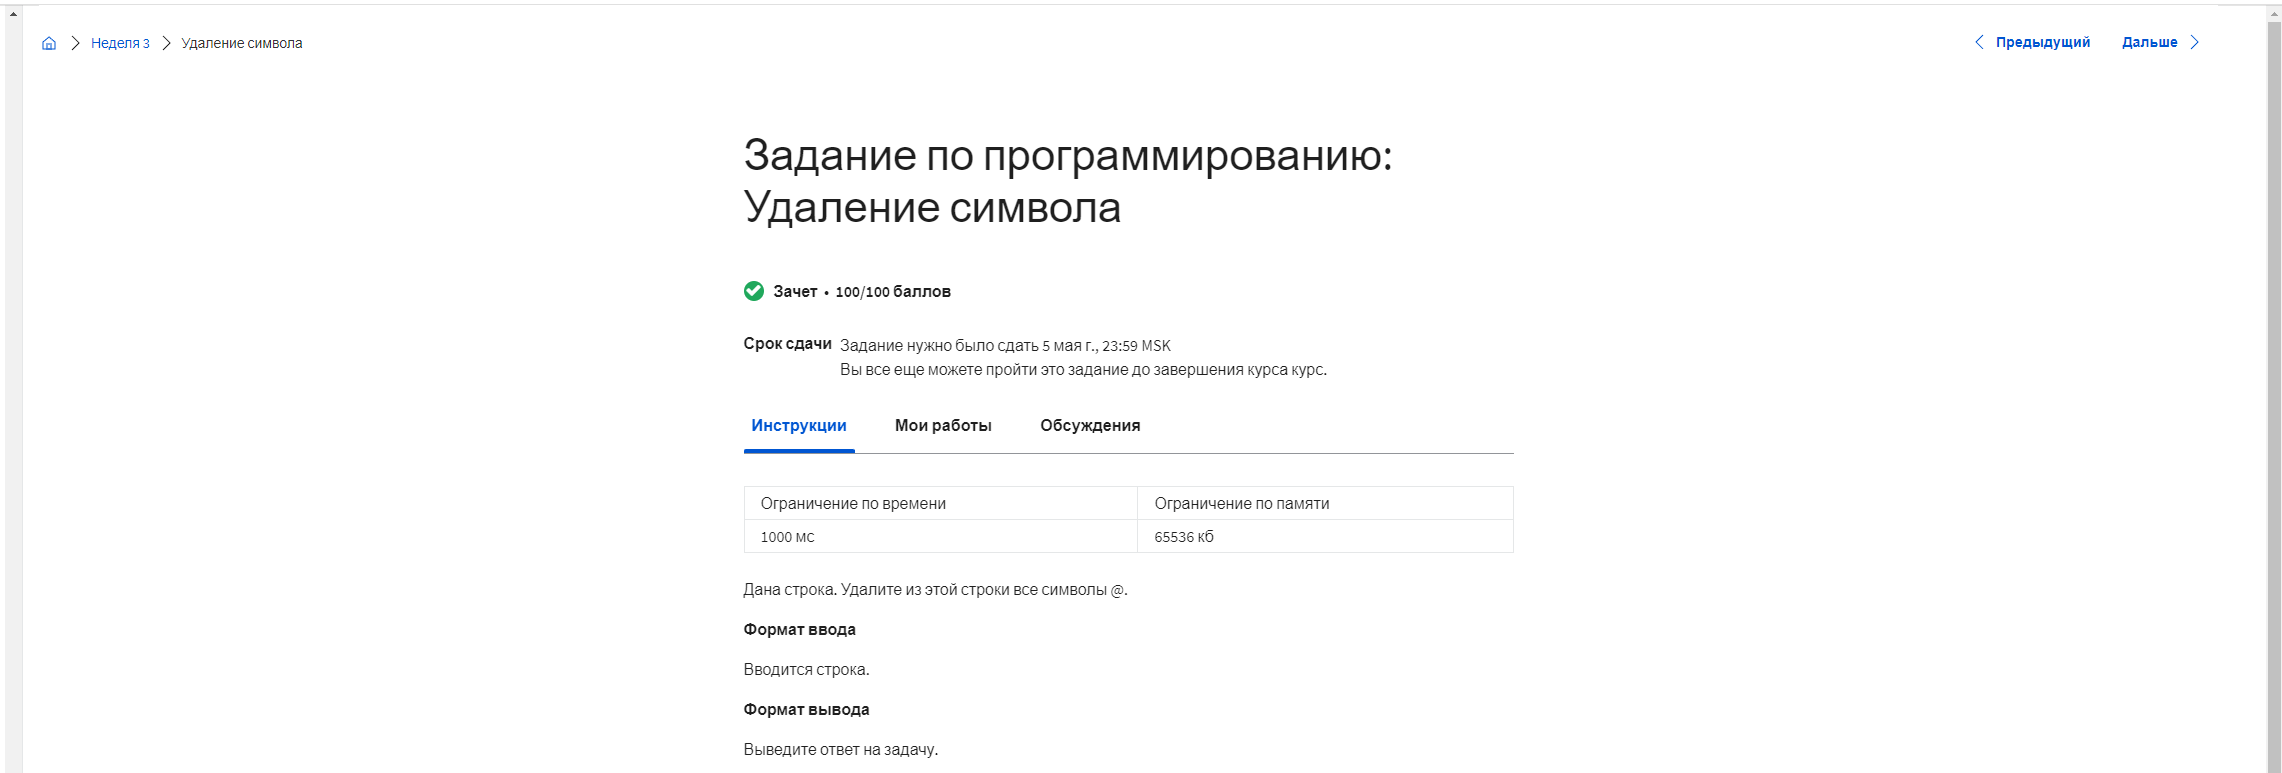 Неделя 3 Удаление символа Предыдущий Дальше
Задание по программированию:
Удаление символа
Зачет • 100/100 баллов
Срок сдачи Задание нужно было сдать 5 мая г., 23:59 MSK
Вы все еще можете пройти это задание до завершения курса курс.
Инструкции Мои работы Обсуждения
Ограничение по времени Ограничение по памяти
1000 мс 65536 кб
Дана строка. Удалите из этой строки все символы @.
Формат ввода
Вводится строка.
Формат вывода
Выведите ответ на задачу.